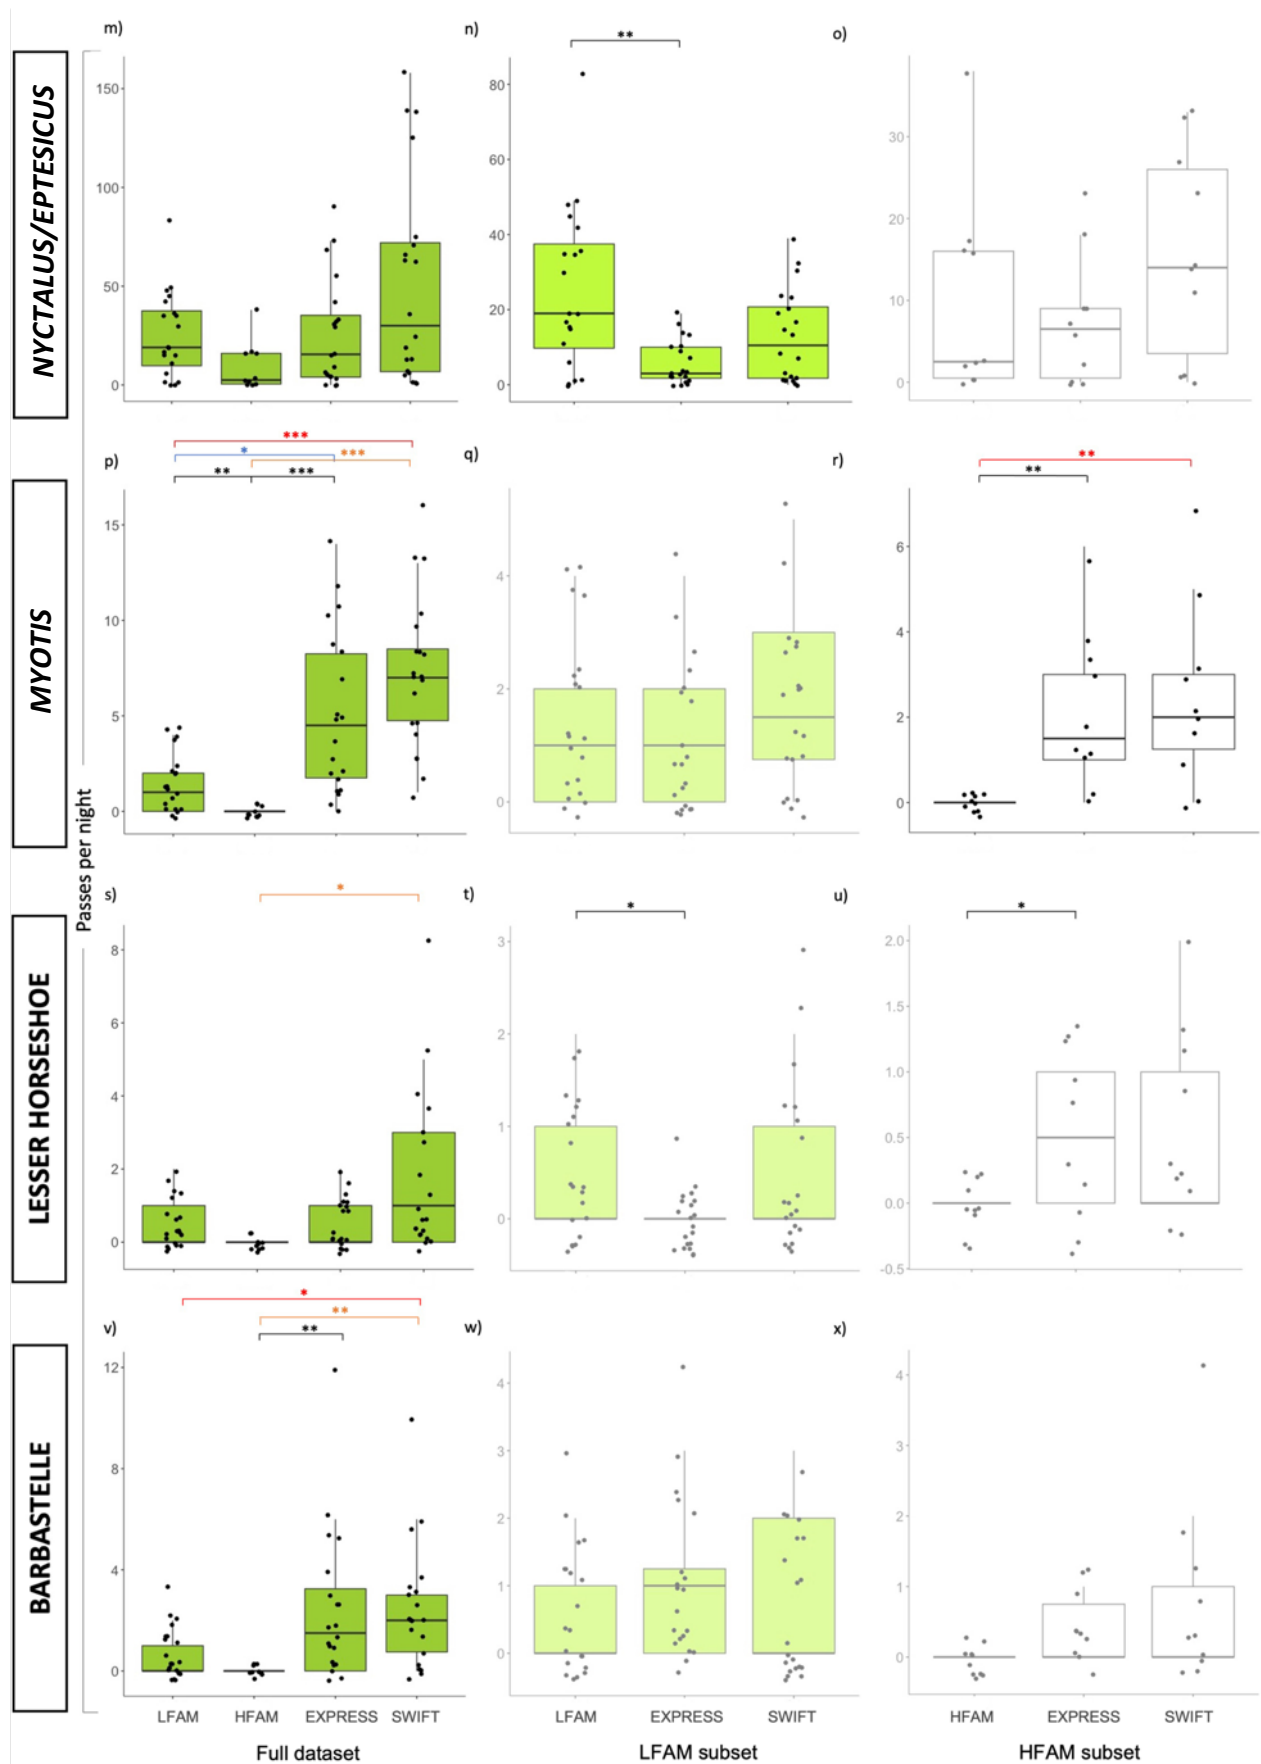 m)
n)
o)
NYCTALUS/EPTESICUS
150
100
50
0
**
80
60
40
20
0
30
20
10
0
p)
q)
r)
MYOTIS
***
*
***
**
***
15
10
5
0
4
2
0
**
**
6
4
2
0
Passes per night
s)
t)
u)
LESSER HORSESHOE
*
8
6
4
2
0
*
3
2
1
0
*
2.0
1.5
1.0
0.5
0.0
-0.5
v)
w)
x)
BARBASTELLE
*
**
**
12
8
4
0
4
3
2
1
0
4
3
2
1
0
LFAM HFAM EXPRESS SWIFT
LFAM EXPRESS SWIFT
HFAM EXPRESS SWIFT
Full dataset
LFAM subset
HFAM subset